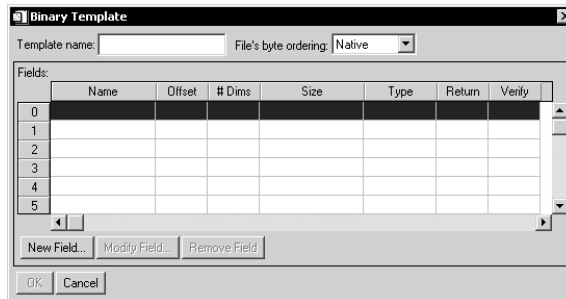 Binary Template
Template name: File's byte ordering: Native
Fields:
Name Offset # Dims Size Type Return Verify
0
1
2
3
4
5
New Field... Modify Field... Remove Field
OK Cancel